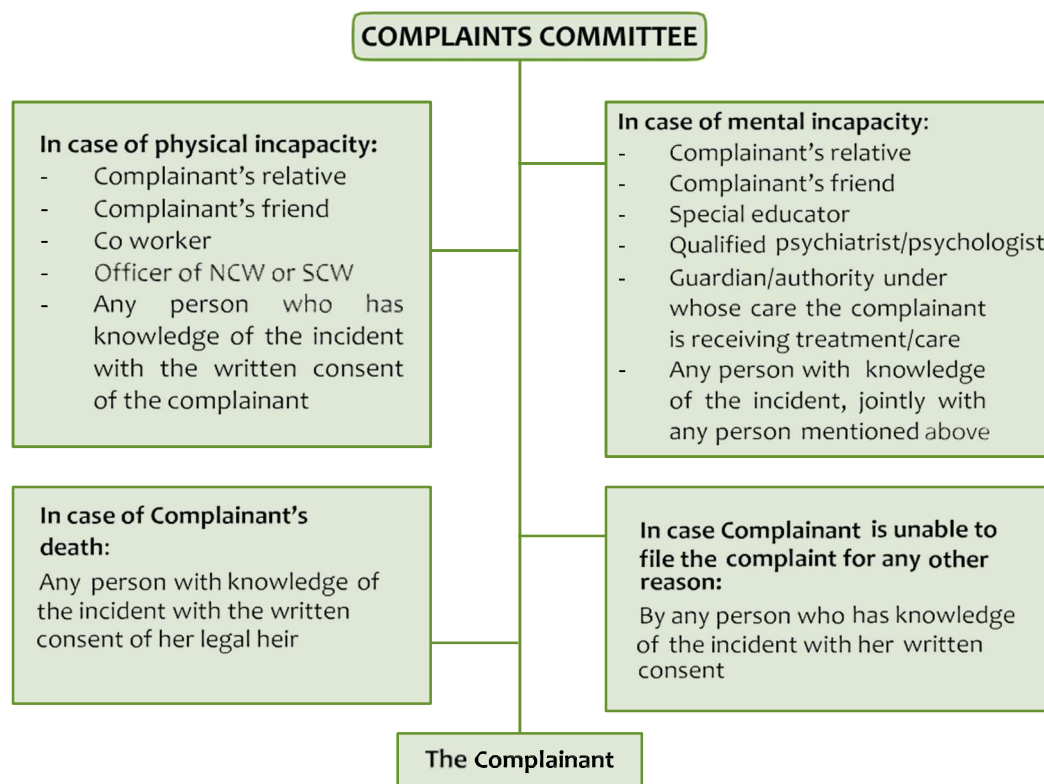 COMPLAINTS COMMITTEE
In case of physical incapacity:
- Complainant's relative
- Complainant's friend
- Co worker
- Officer of NCW or SCW
- Any person who has
knowledge of the incident
with the written consent
of the complainant
In case of mental incapacity:
- Complainant's relative
- Complainant's friend
- Special educator
- Qualified psychiatrist/psychologist
- Guardian/authority under
whose care the complainant
is receiving treatment/care
- Any person with knowledge
of the incident, jointly with
any person mentioned above
In case of Complainant's
death:
Any person with knowledge of
the incident with the written
consent of her legal heir
In case Complainant is unable to
file the complaint for any other
reason:
By any person who has knowledge
of the incident with her written
consent
The Complainant